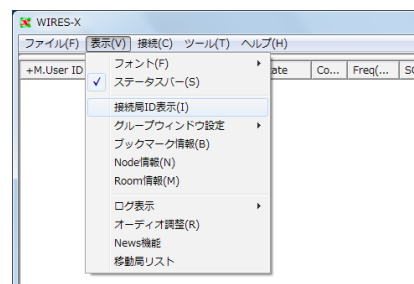 WIRES-X
ファイル(F) 表示(V) 接続(C) ツール(T) ヘルプ(H)
+M.User ID ate Co... Freq(... SC
フォント(F)
ステータスバー(S)
接続局ID表示(I)
グループウィンドウ設定
ブックマーク情報(B)
Node情報(N)
Room情報(M)
ログ表示
オーディオ調整(R)
News機能
移動局リスト